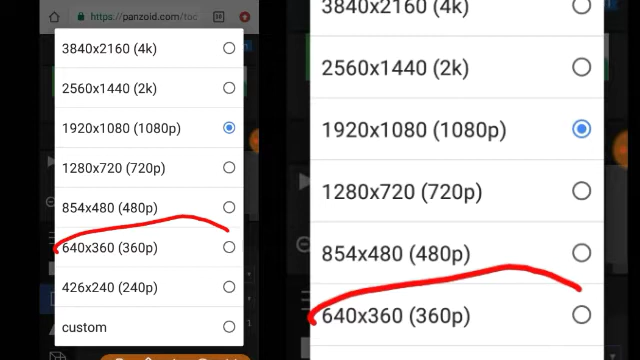 https://panzoid.com/too
3840x2160 (4k)
2560x1440 (2k)
1920x1080 (1080p)
1280x720 (720p)
854x480 (480p)
640x360 (360p)
426x240 (240p)
custom
3840x2160 (4k)
2560x1440 (2k)
1920x1080 (1080p)
1280x720 (720p)
854x480 (480p)
640x360 (360p)